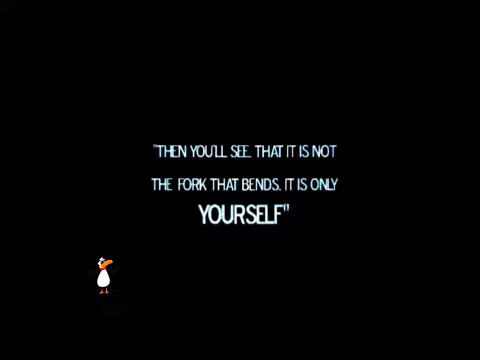 "THEN YOU'LL SEE, THAT IT IS NOT
THE FORK THAT BENDS, IT IS ONLY
YOURSELF"